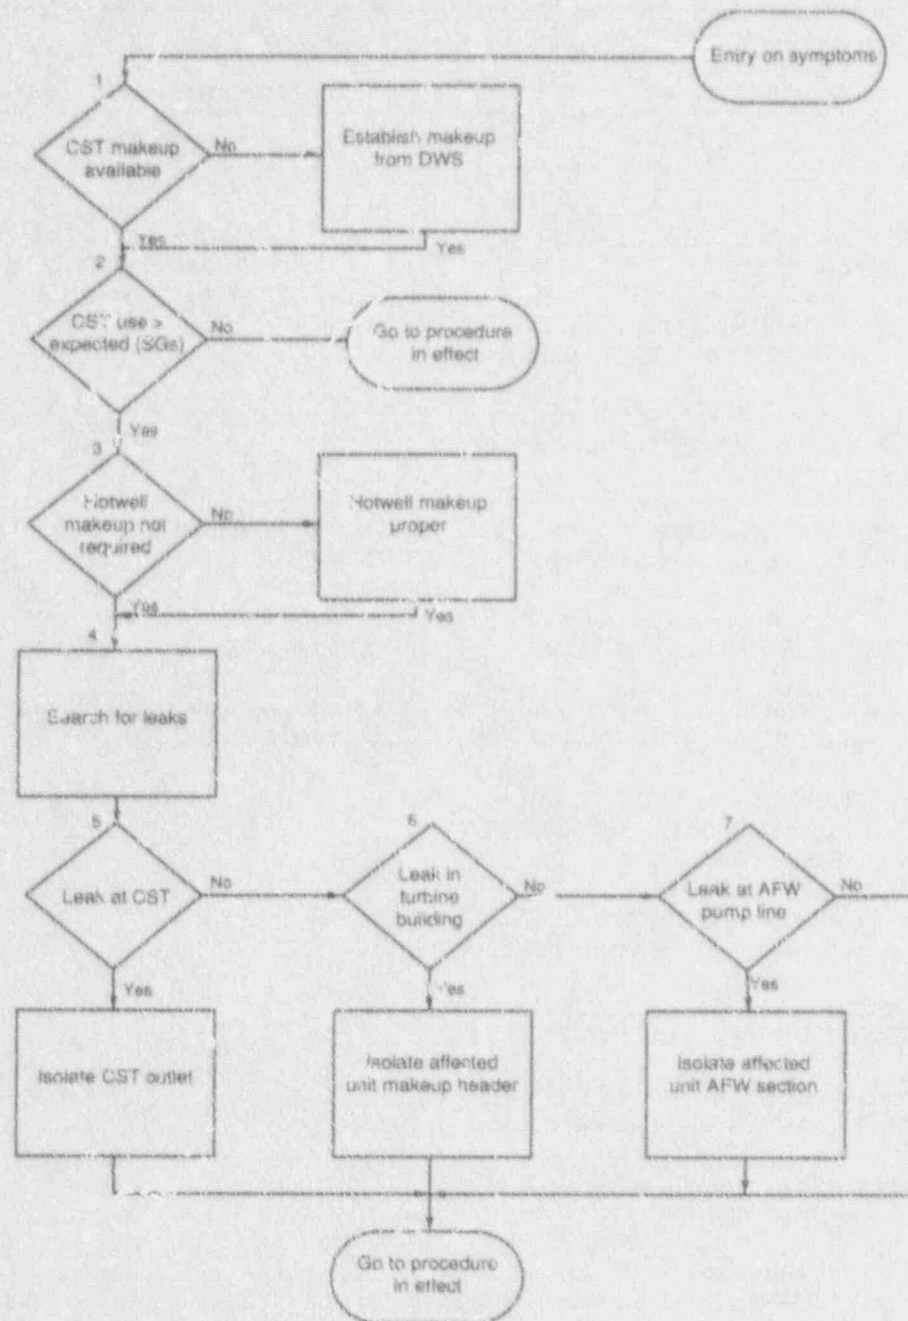 Entry on symptoms
1
CST makeup
available
No
Establish makeup
from DWS
Yes
Yes
2
CST use >
expected (SGs)
No
Go to procedure
in effect
Yes
3
Hotwell
makeup not
required
No
Hotwell makeup
proper
Yes
Yes
4
Search for leaks
5
Leak at CST
No
6
Leak in
turbine
building
No
7
Leak at AFW
pump line
No
Yes
Yes
Yes
Isolate CST outlet
Isolate affected
unit makeup header
Isolate affected
unit AFW section
Go to procedure
in effect